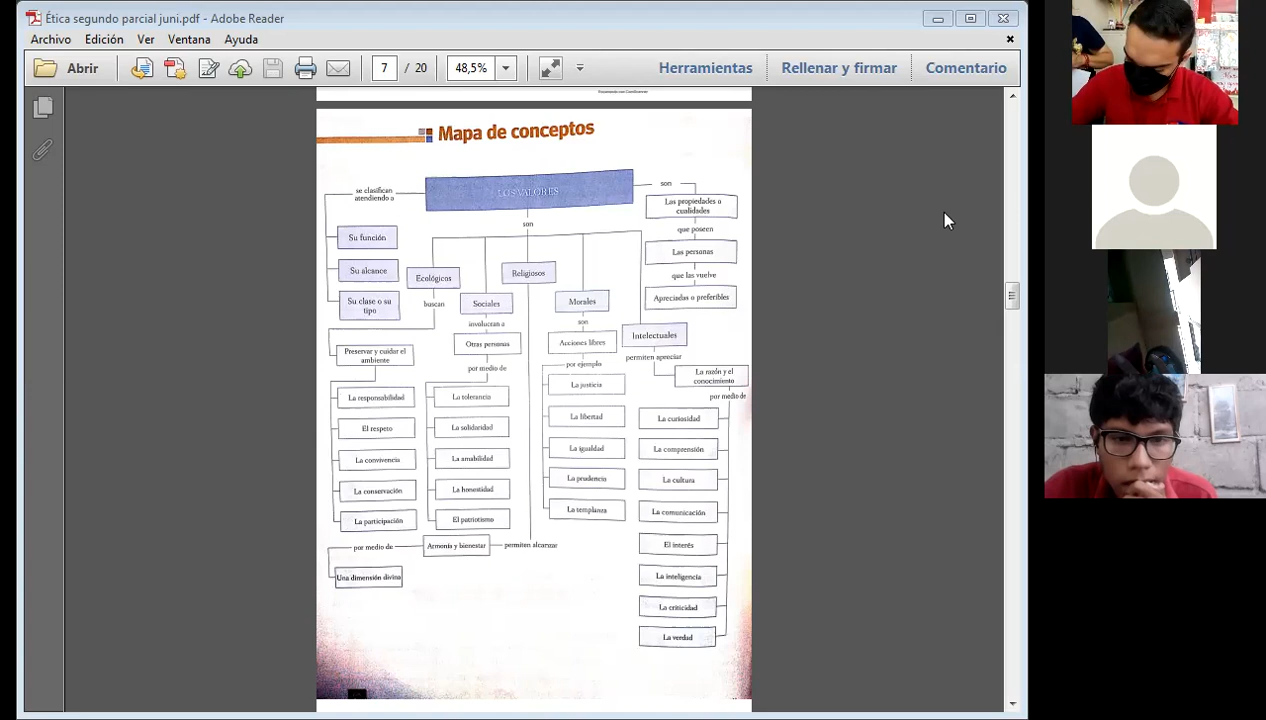 Ética segundo parcial juni.pdf - Adobe Reader
Archivo Edición Ver Ventana Ayuda
Abrir 7 / 20 48,5% Herramientas Rellenar y firmar Comentario
Mapa de conceptos
LOS VALORES
se clasifican
atendiendo a
Su función
Su alcance
Su clase o su
tipo
son
Las propiedades o
cualidades
que poseen
Las personas
que las vuelve
Apreciadas o preferibles
son
Ecológicos
buscan
Preservar y cuidar el
ambiente
La responsabilidad
El respeto
La convivencia
La conservación
La participación
Sociales
involucran a
Otras personas
por medio de
La tolerancia
La solidaridad
La amabilidad
La honestidad
El patriotismo
Religiosos
permiten alcanzar
Armonía y bienestar
por medio de
Una dimensión divina
Morales
son
Acciones libres
por ejemplo
La justicia
La libertad
La igualdad
La prudencia
La templanza
Intelectuales
permiten apreciar
La razón y el
conocimiento
por medio de
La curiosidad
La comprensión
La cultura
La comunicación
El interés
La inteligencia
La criticidad
La verdad